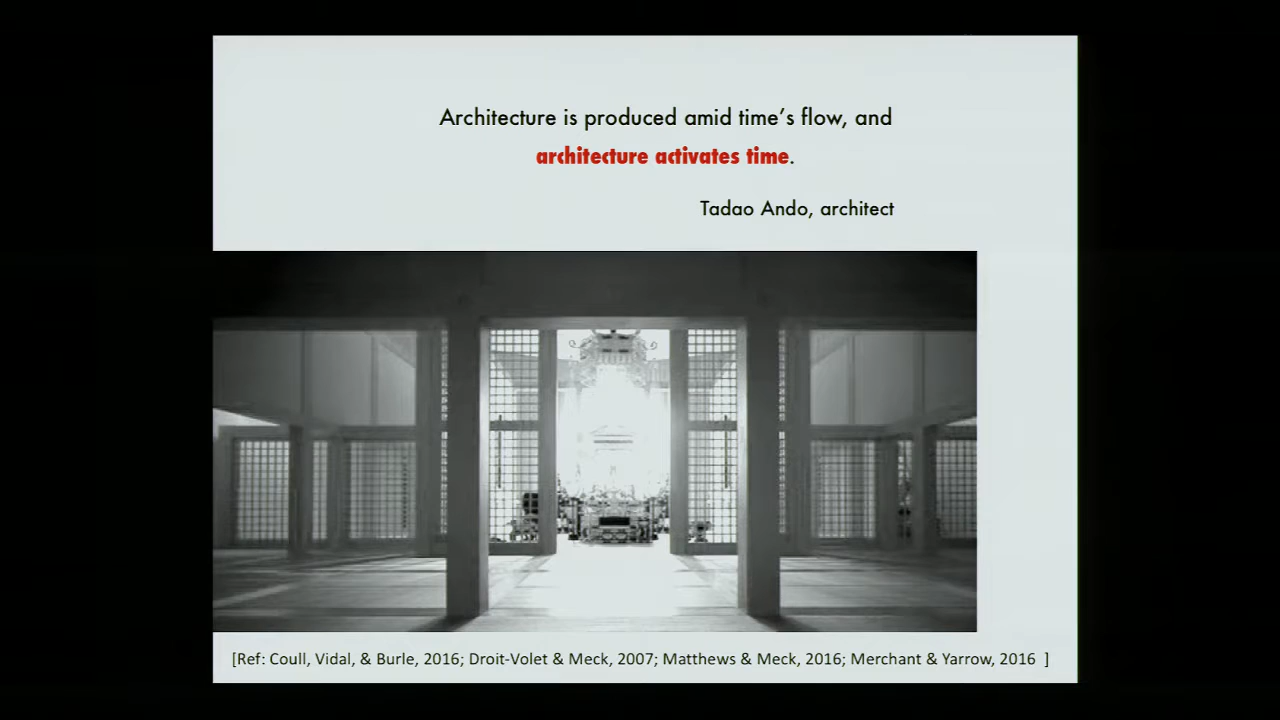 Architecture is produced amid time’s flow, and
architecture activates time.
Tadao Ando, architect
[Ref: Coull, Vidal, & Burle, 2016; Droit-Volet & Meck, 2007; Matthews & Meck, 2016; Merchant & Yarrow, 2016 ]